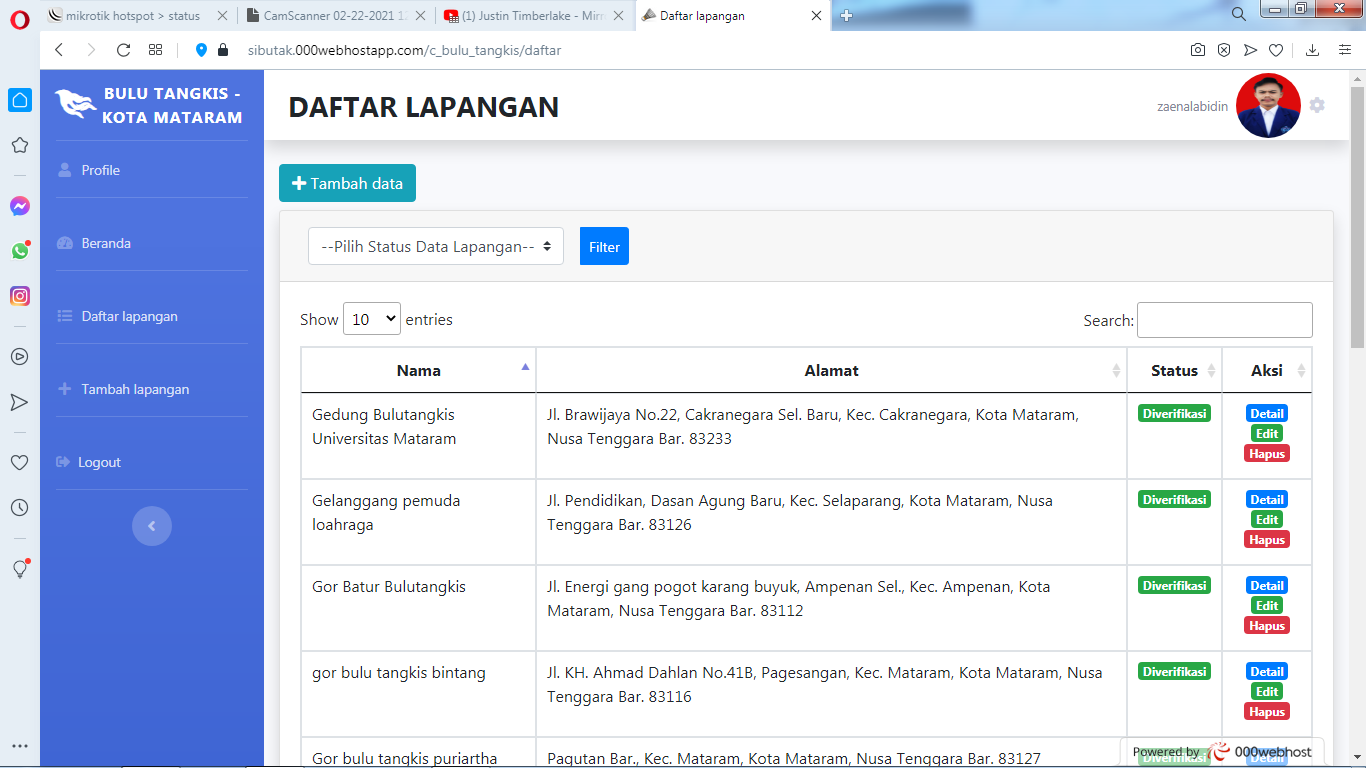 mikrotik hotspot > status
CamScanner 02-22-2021 1
(1) Justin Timberlake - Mirr
Daftar lapangan
sibutak.000webhostapp.com/c_bulu_tangkis/daftar
BULU TANGKIS -
KOTA MATARAM
Profile
Beranda
Daftar lapangan
Tambah lapangan
Logout
DAFTAR LAPANGAN
zaenalabidin
Tambah data
--Pilih Status Data Lapangan--
Filter
Show 10 entries
Search:
Nama Alamat Status Aksi
Gedung Bulutangkis
Universitas Mataram
Jl. Brawijaya No.22, Cakranegara Sel. Baru, Kec. Cakranegara, Kota Mataram,
Nusa Tenggara Bar. 83233
Diverifikasi
Detail
Edit
Hapus
Gelanggang pemuda
loahraga
Jl. Pendidikan, Dasan Agung Baru, Kec. Selaparang, Kota Mataram, Nusa
Tenggara Bar. 83126
Diverifikasi
Detail
Edit
Hapus
Gor Batur Bulutangkis
Jl. Energi gang pogot karang buyuk, Ampenan Sel., Kec. Ampenan, Kota
Mataram, Nusa Tenggara Bar. 83112
Diverifikasi
Detail
Edit
Hapus
gor bulu tangkis bintang
Jl. KH. Ahmad Dahlan No.41B, Pagesangan, Kec. Mataram, Kota Mataram, Nusa
Tenggara Bar. 83116
Diverifikasi
Detail
Edit
Hapus
Gor bulu tangkis puriartha
Pagutan Bar., Kec. Mataram, Kota Mataram, Nusa Tenggara Bar. 83127
Diverifikasi
Detail
Powered by 000webhost